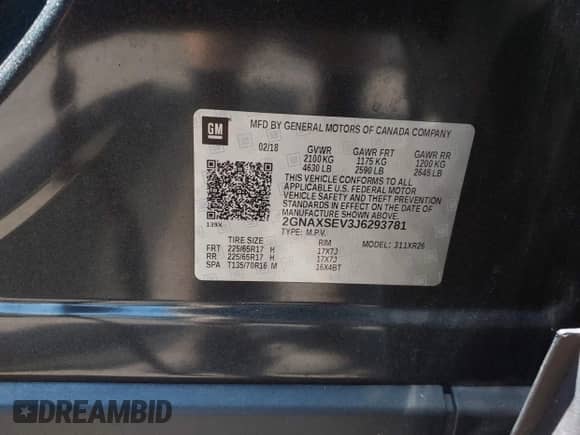 GM
MFD BY GENERAL MOTORS OF CANADA COMPANY
02/18 GVWR GAWR FRT GAWR RR
2100 KG 1175 KG 1200 KG
4630 LB 2590 LB 2645 LB
THIS VEHICLE CONFORMS TO ALL
APPLICABLE U.S. FEDERAL MOTOR
VEHICLE SAFETY AND THEFT PREVENTION
STANDARDS IN EFFECT ON THE DATE OF
MANUFACTURE SHOWN ABOVE.
2GNAXSEV3J6293781
139X TYPE: M.P.V.
TIRE SIZE RIM MODEL: 311XR26
FRT 225/65R17 H 17X7J
RR 225/65R17 H 17X7J
SPA T135/70R16 M 16X4BT
DREAMBID